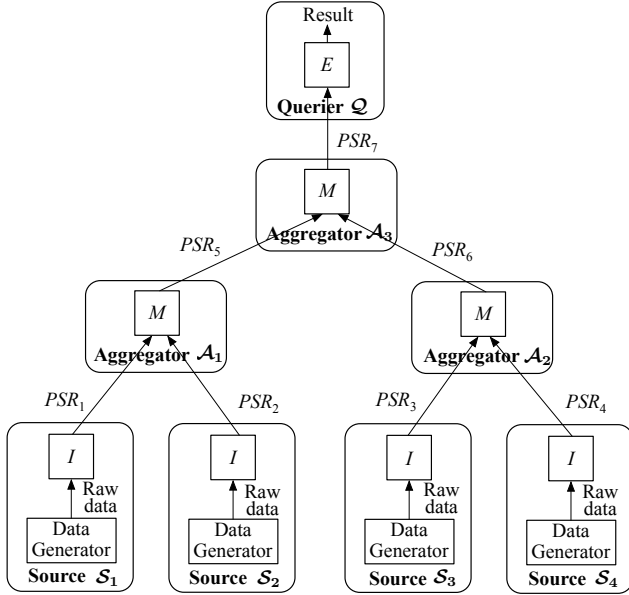 Result
E
Querier Q
PSR7
M
Aggregator A3
PSR5
PSR6
M
M
Aggregator A1
Aggregator A2
PSR1
PSR2
PSR3
PSR4
I
I
I
I
Raw
data
Raw
data
Raw
data
Raw
data
Data
Generator
Data
Generator
Data
Generator
Data
Generator
Source S1
Source S2
Source S3
Source S4